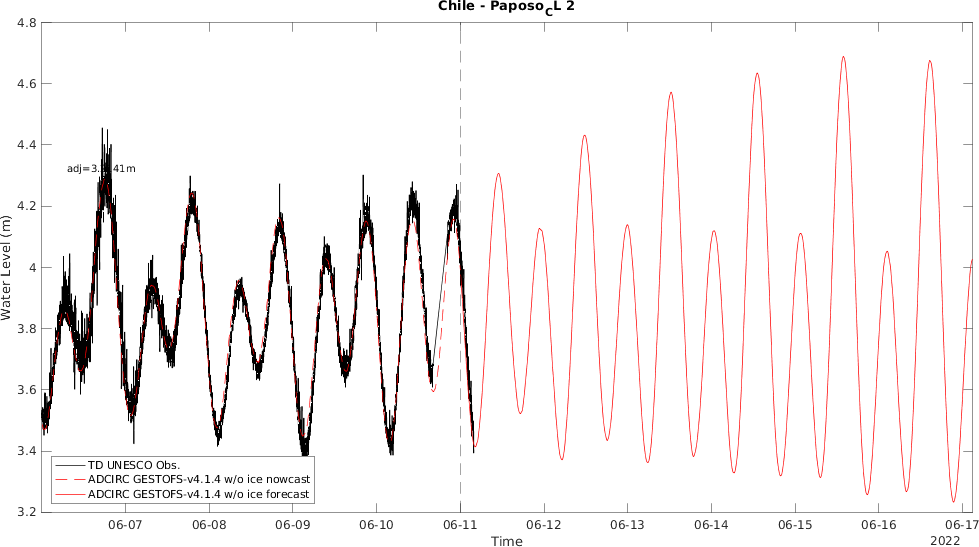 Chile - Paposo_CL 2
Water Level (m)
4.8
4.6
4.4
4.2
4
3.8
3.6
3.4
3.2
adj=3. 41m
TD UNESCO Obs.
ADCIRC GESTOFS-v4.1.4 w/o ice nowcast
ADCIRC GESTOFS-v4.1.4 w/o ice forecast
06-07 06-08 06-09 06-10 06-11 06-12 06-13 06-14 06-15 06-16 06-17
Time
2022